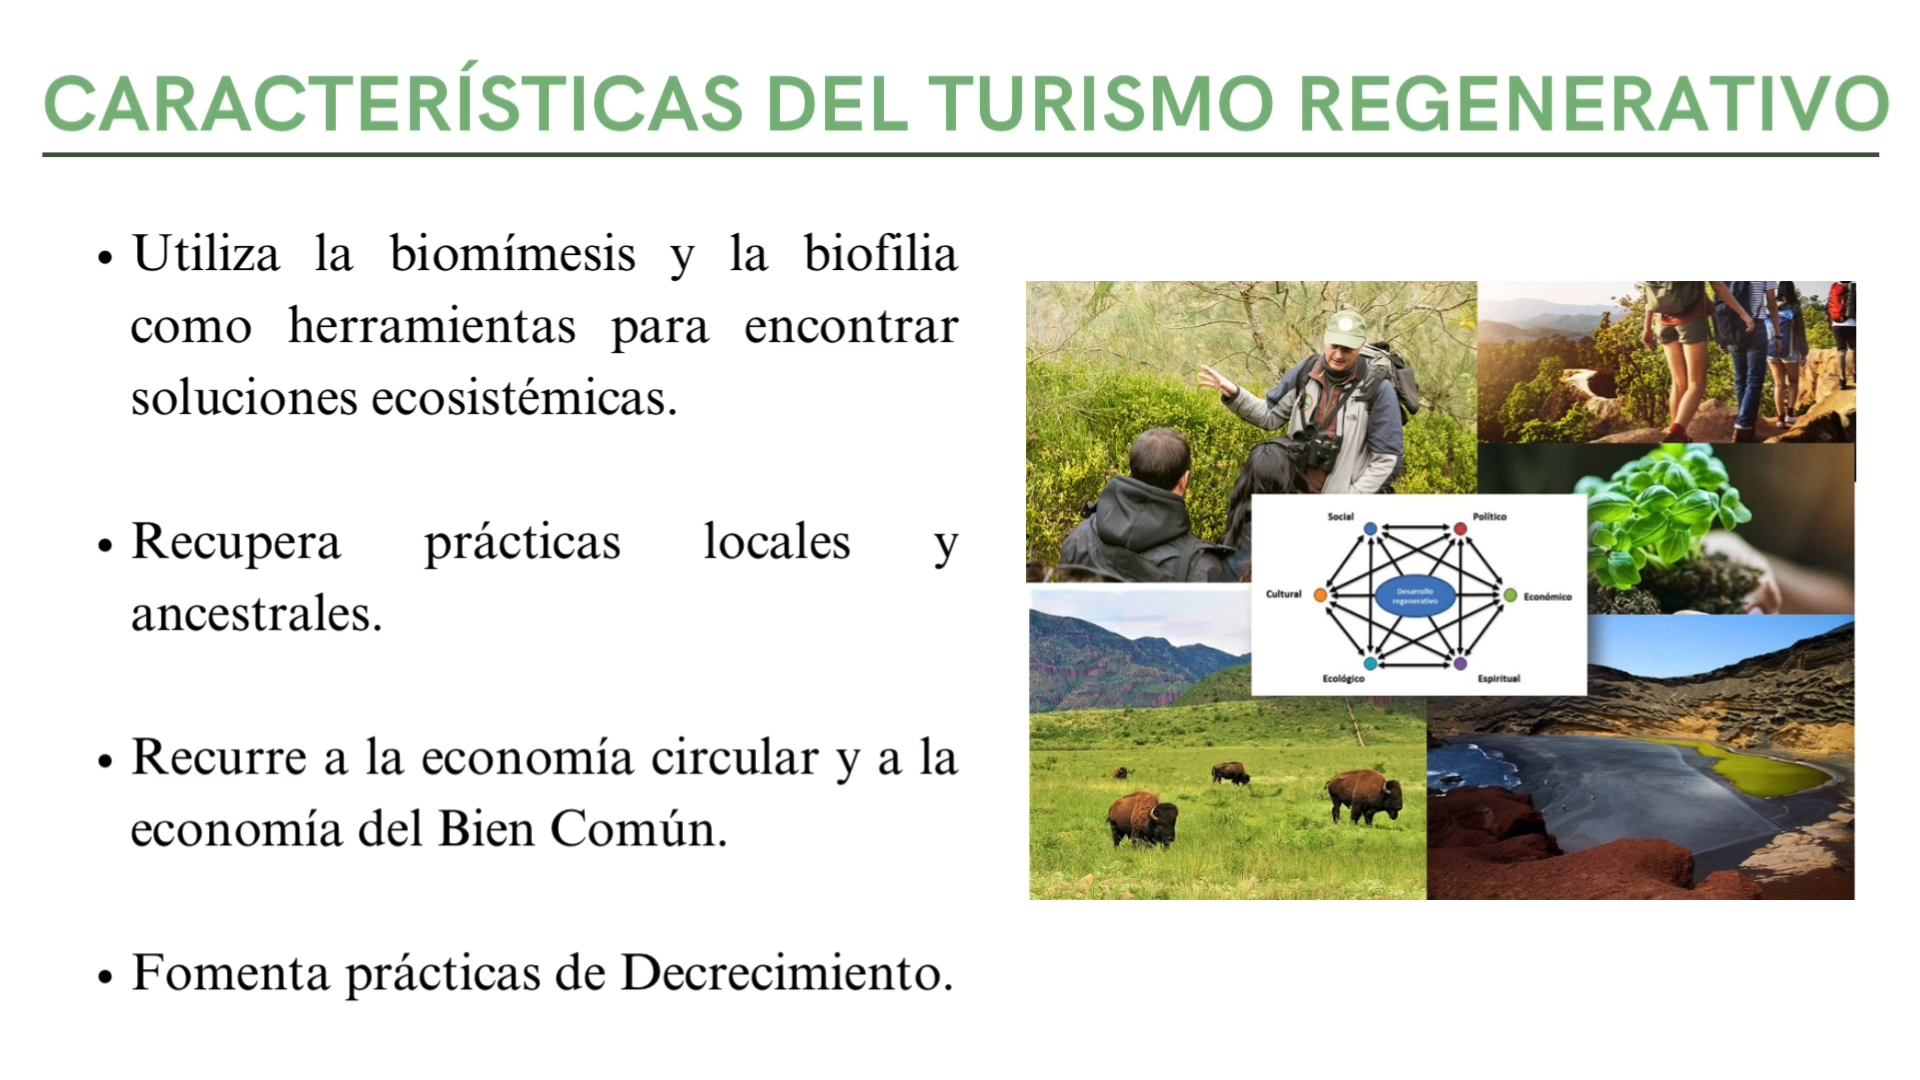 CARACTERÍSTICAS DEL TURISMO REGENERATIVO
• Utiliza la biomímesis y la biofilia
como herramientas para encontrar
soluciones ecosistémicas.
• Recupera prácticas locales y
ancestrales.
• Recurre a la economía circular y a la
economía del Bien Común.
• Fomenta prácticas de Decrecimiento.
Social
Político
Cultural
Desarrollo
regenerativo
Económico
Ecológico
Espiritual